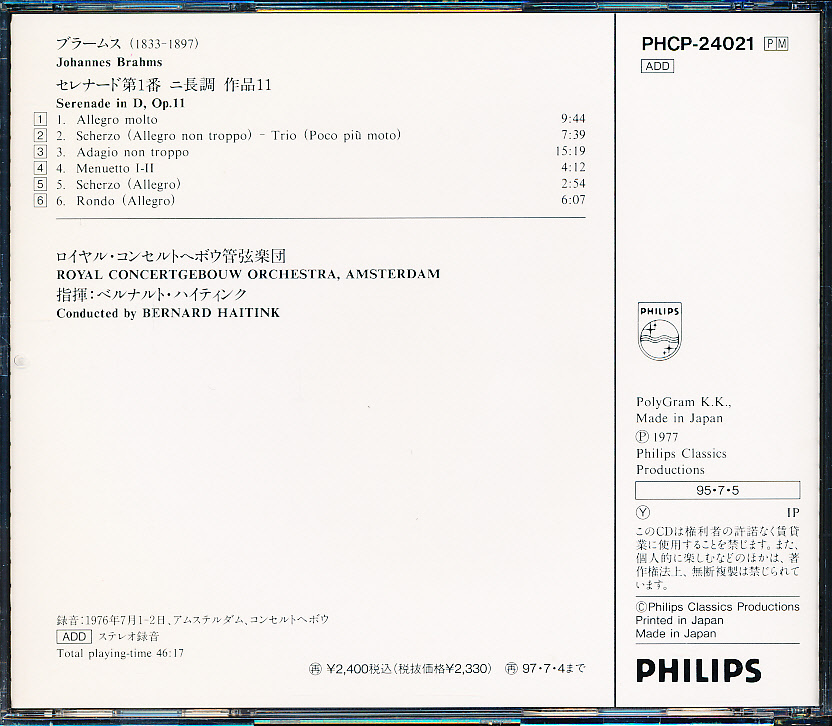 ブラームス (1833-1897)
Johannes Brahms
セレナード第1番 ニ長調 作品11
Serenade in D, Op.11
1 1. Allegro molto 9:44
2 2. Scherzo (Allegro non troppo) - Trio (Poco più moto) 7:39
3 3. Adagio non troppo 15:19
4 4. Menuetto I-II 4:12
5 5. Scherzo (Allegro) 2:54
6 6. Rondo (Allegro) 6:07
ロイヤル・コンセルトヘボウ管弦楽団
ROYAL CONCERTGEBOUW ORCHESTRA, AMSTERDAM
指揮:ベルナルト・ハイティンク
Conducted by BERNARD HAITINK
録音:1976年7月1-2日、アムステルダム、コンセルトヘボウ
ADD ステレオ録音
Total playing-time 46:17
㊢ ¥2,400税込(税抜価格¥2,330) ㊢ 97・7・4まで
PHCP-24021 PM
ADD
PHILIPS
PolyGram K.K.,
Made in Japan
Ⓟ 1977
Philips Classics
Productions
95・7・5
Ⓨ IP
このCDは権利者の許諾なく賃貸
業に使用することを禁じます。また、
個人的に楽しむなどのほかは、著
作権法上、無断複製は禁じられて
います。
©Philips Classics Productions
Printed in Japan
Made in Japan
PHILIPS